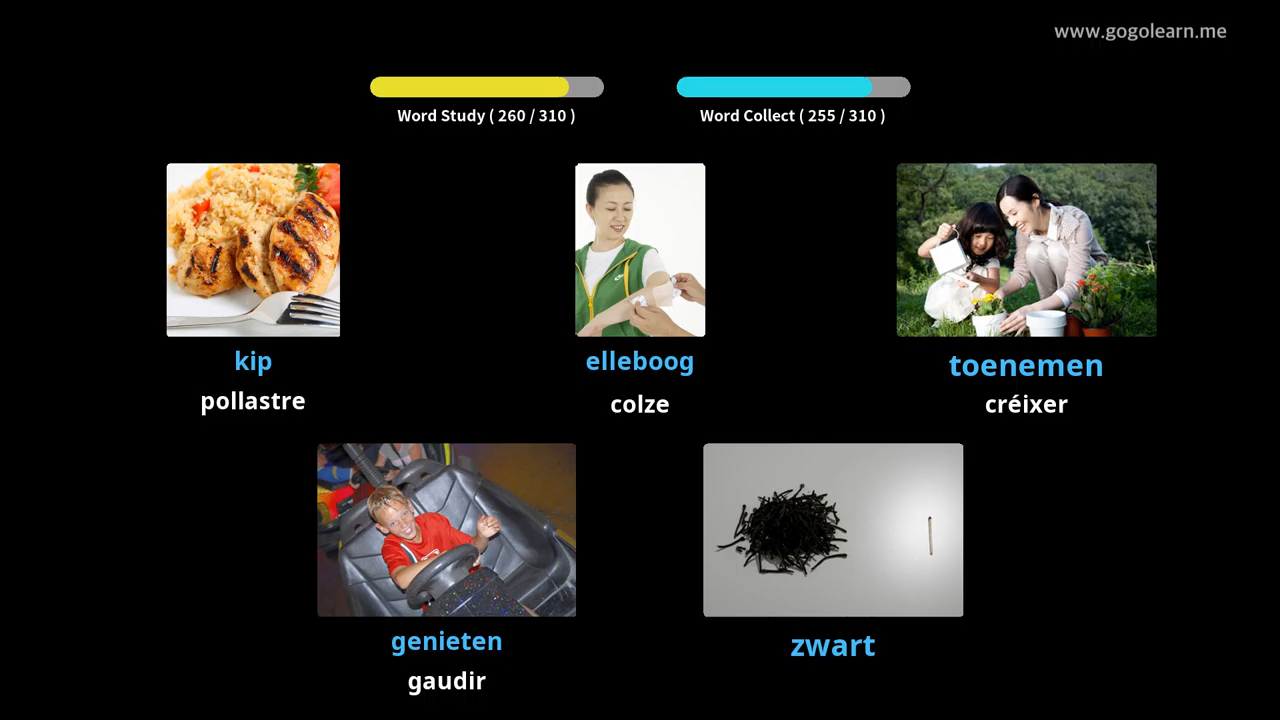 www.gogolearn.me
Word Study ( 260 / 310 )
Word Collect ( 255 / 310 )
kip
pollastre
elleboog
colze
toenemen
créixer
genieten
gaudir
zwart